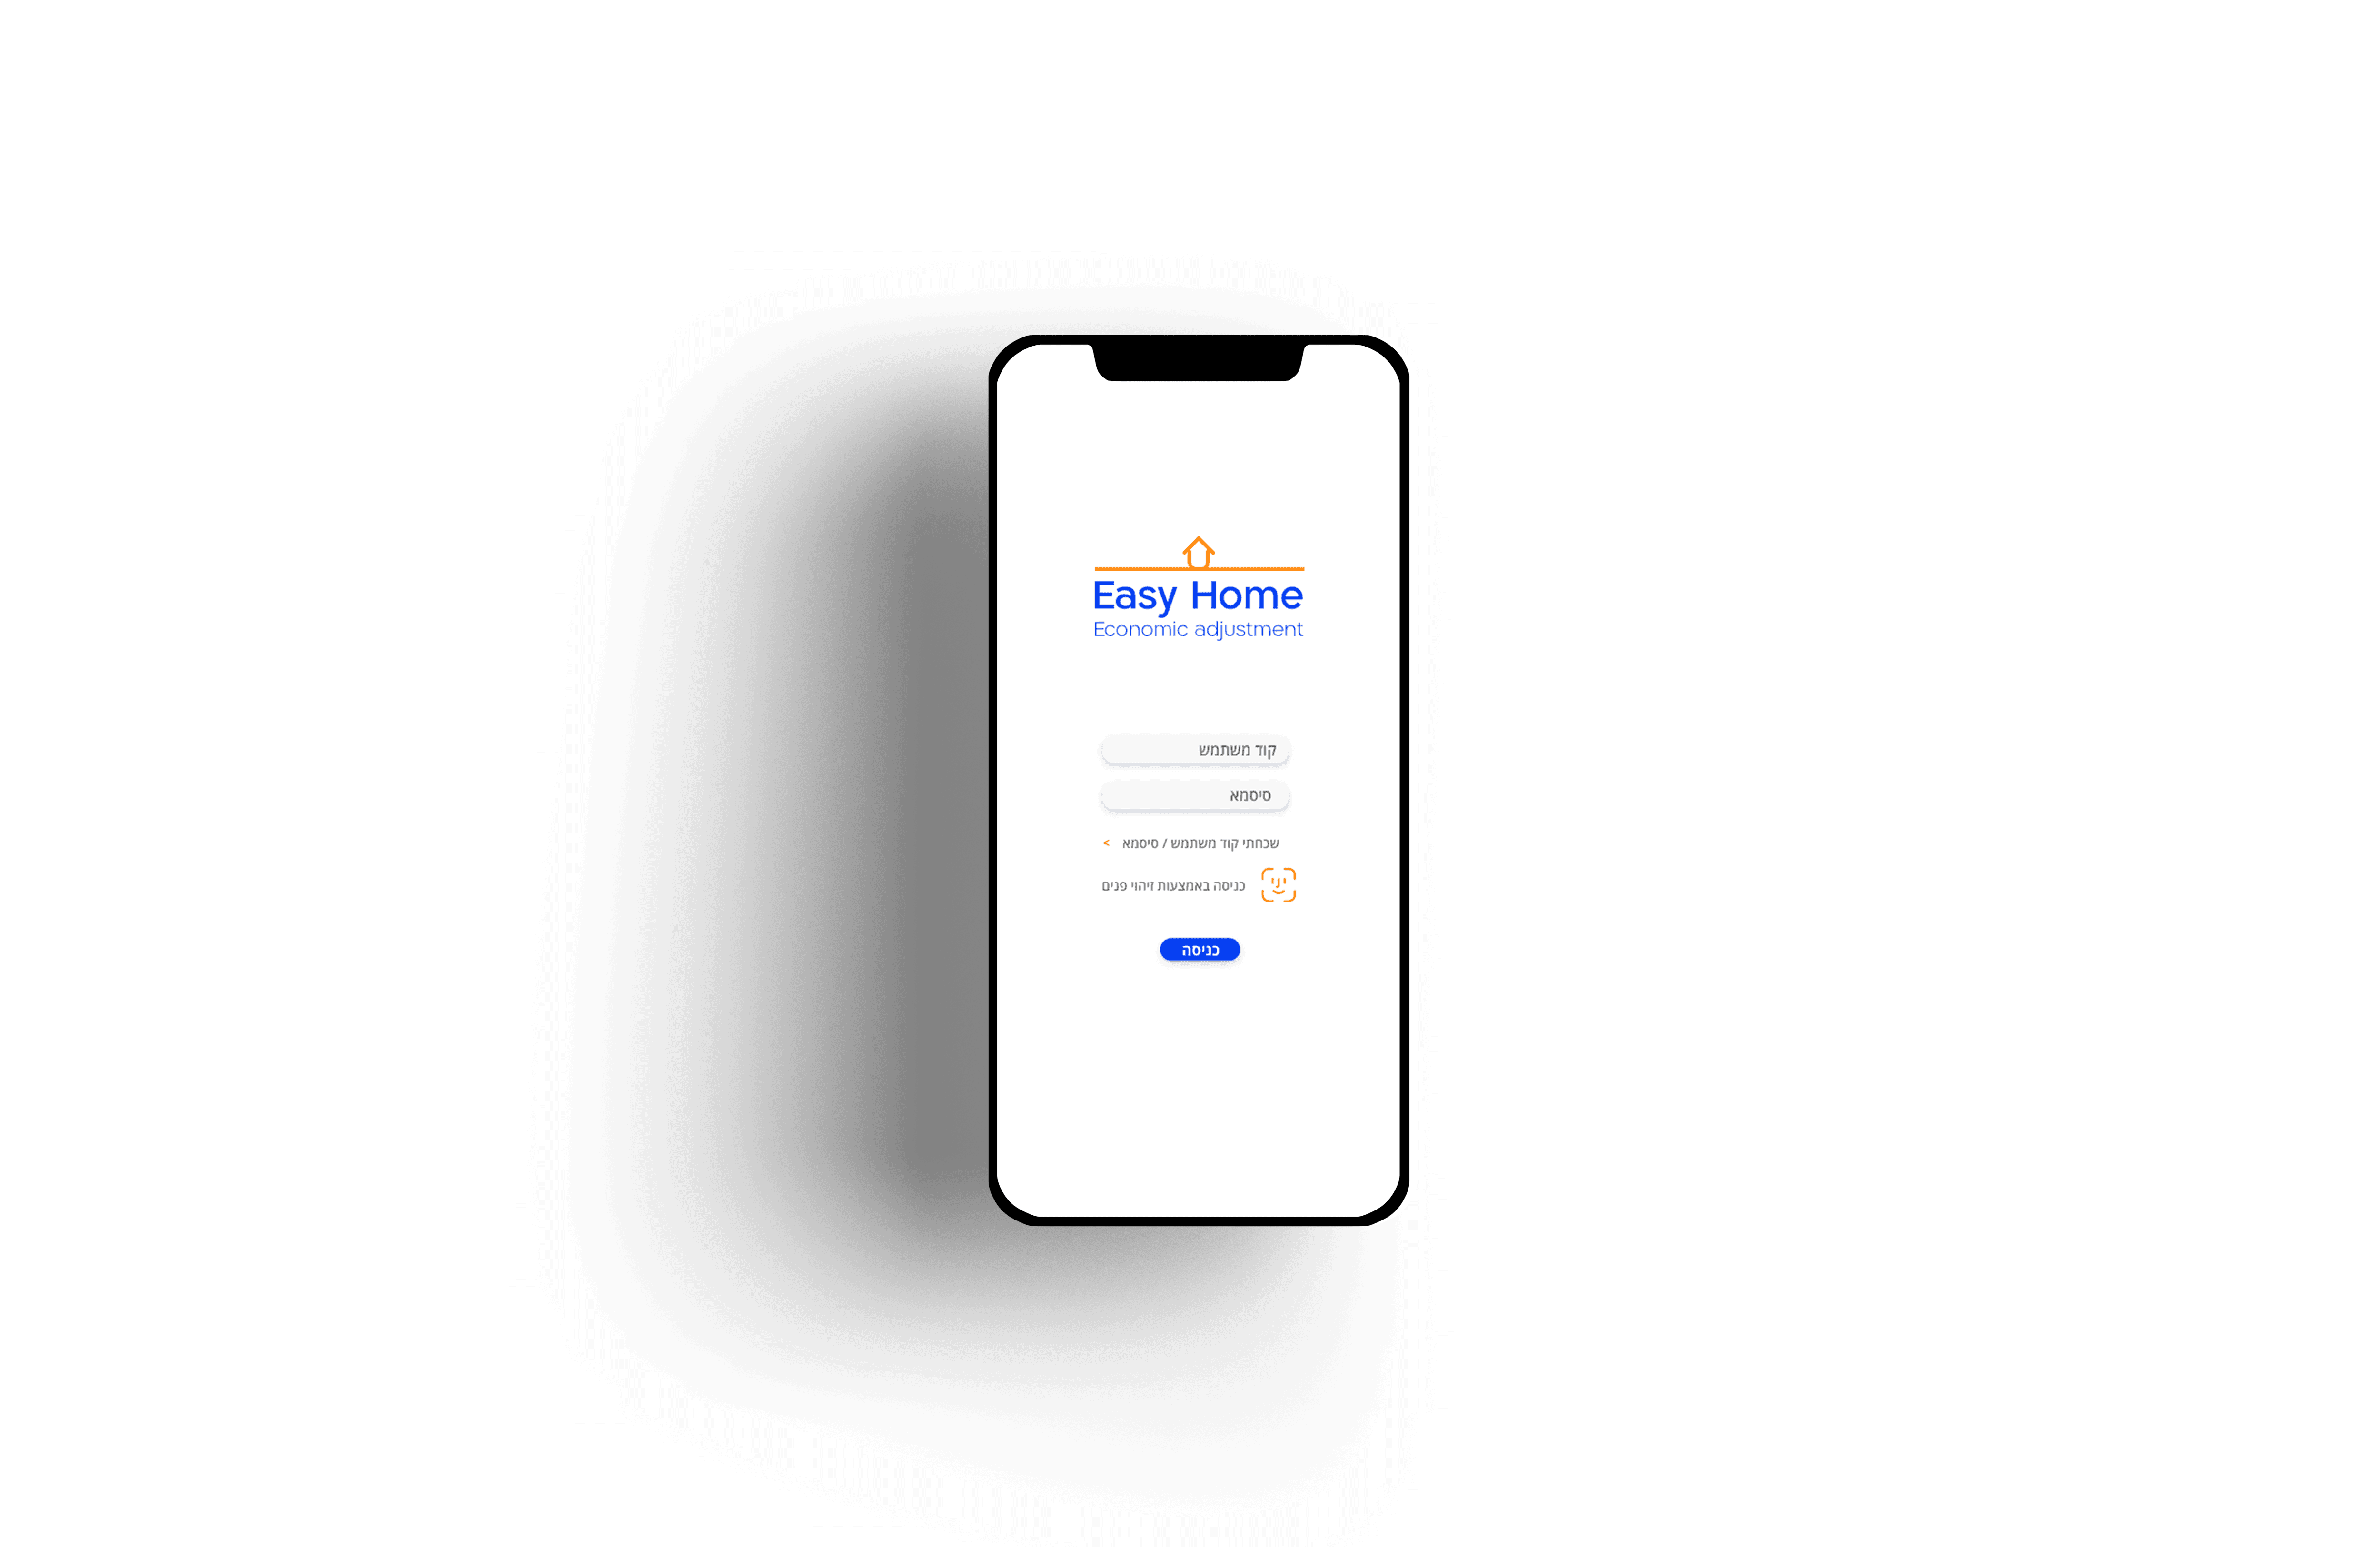 Easy Home
Economic adjustment
קוד משתמש
סיסמא
שכחתי קוד משתמש / סיסמא >
כניסה באמצעות זיהוי פנים
כניסה